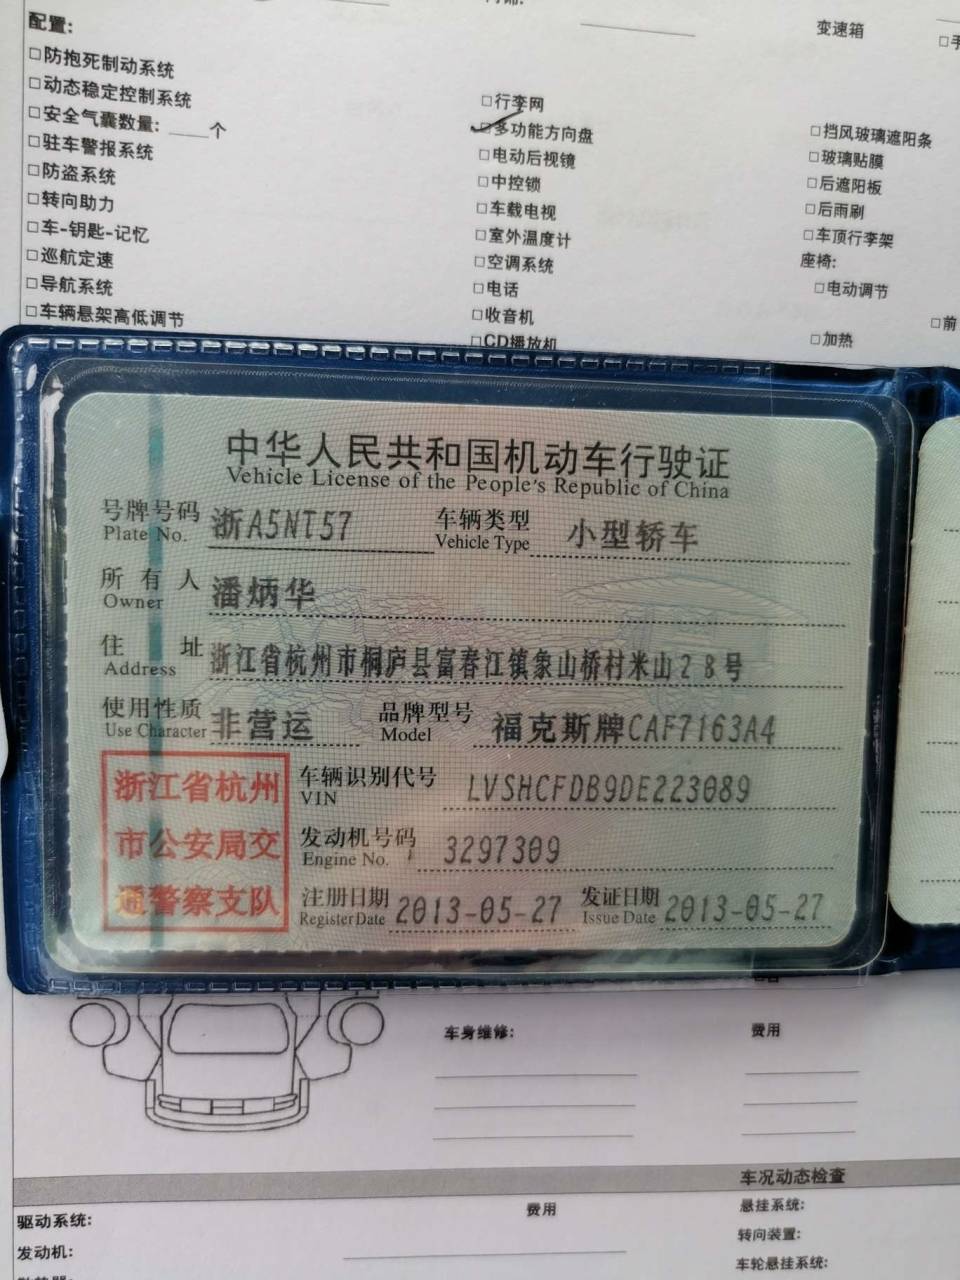 配置:
变速箱
□防抱死制动系统
□动态稳定控制系统
□安全气囊数量: ____个
□驻车警报系统
□防盗系统
□转向助力
□车-钥匙-记忆
□巡航定速
□导航系统
□车辆悬架高低调节
□行李网
□多功能方向盘
□电动后视镜
□中控锁
□车载电视
□室外温度计
□空调系统
□电话
□收音机
□CD播放机
□挡风玻璃遮阳条
□玻璃贴膜
□后遮阳板
□后雨刷
□车顶行李架
座椅:
□电动调节
□前
□加热
中华人民共和国机动车行驶证
Vehicle License of the People's Republic of China
号牌号码 浙A5NT57 车辆类型 小型轿车
Plate No. Vehicle Type
所有人 潘炳华
Owner
住址 浙江省杭州市桐庐县富春江镇象山桥村米山28号
Address
使用性质 非营运 品牌型号 福克斯牌CAF7163A4
Use Character Model
浙江省杭州
市公安局交
通警察支队
车辆识别代号 LVSHCFDB9DE223089
VIN
发动机号码 3297309
Engine No.
注册日期 2013-05-27 发证日期 2013-05-27
Register Date Issue Date
车身维修: 费用
车况动态检查
驱动系统: 费用 悬挂系统:
发动机: 转向装置:
车轮悬挂系统: